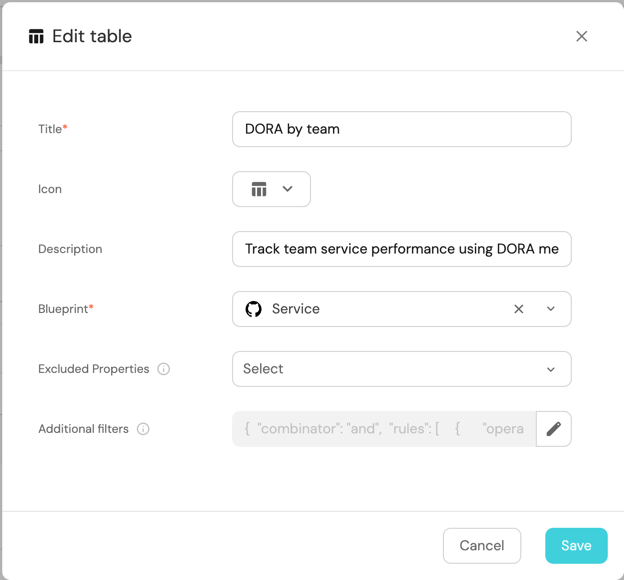 Edit table
Title*
DORA by team
Icon
Description
Track team service performance using DORA me
Blueprint*
Service
Excluded Properties
Select
Additional filters
{ "combinator": "and", "rules": [ { "opera
Cancel
Save